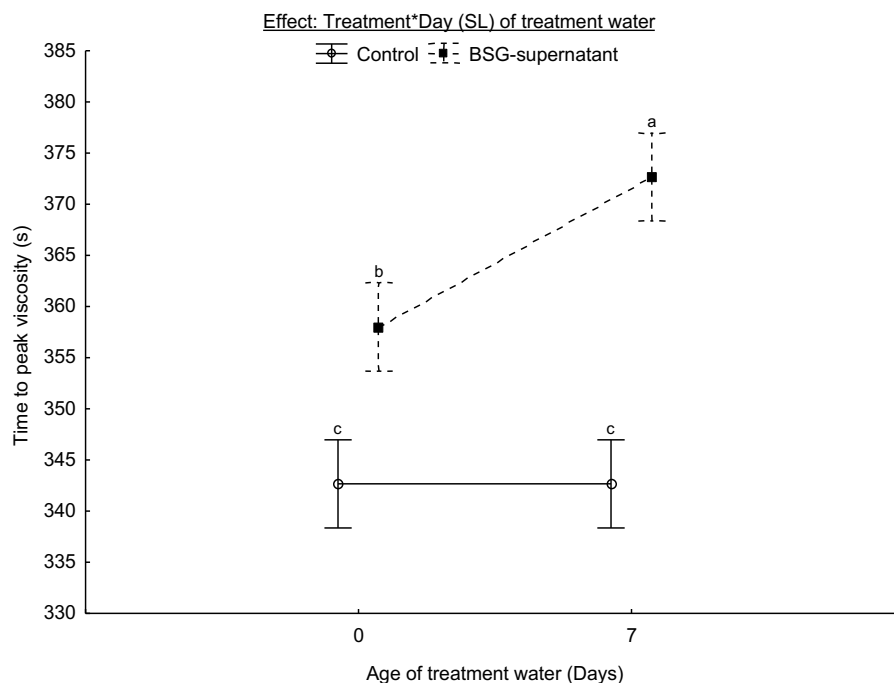 Effect: Treatment*Day (SL) of treatment water
Control BSG-supernatant
385
380
375
370
365
360
355
350
345
340
335
330
Time to peak viscosity (s)
a
b
c c
0 7
Age of treatment water (Days)